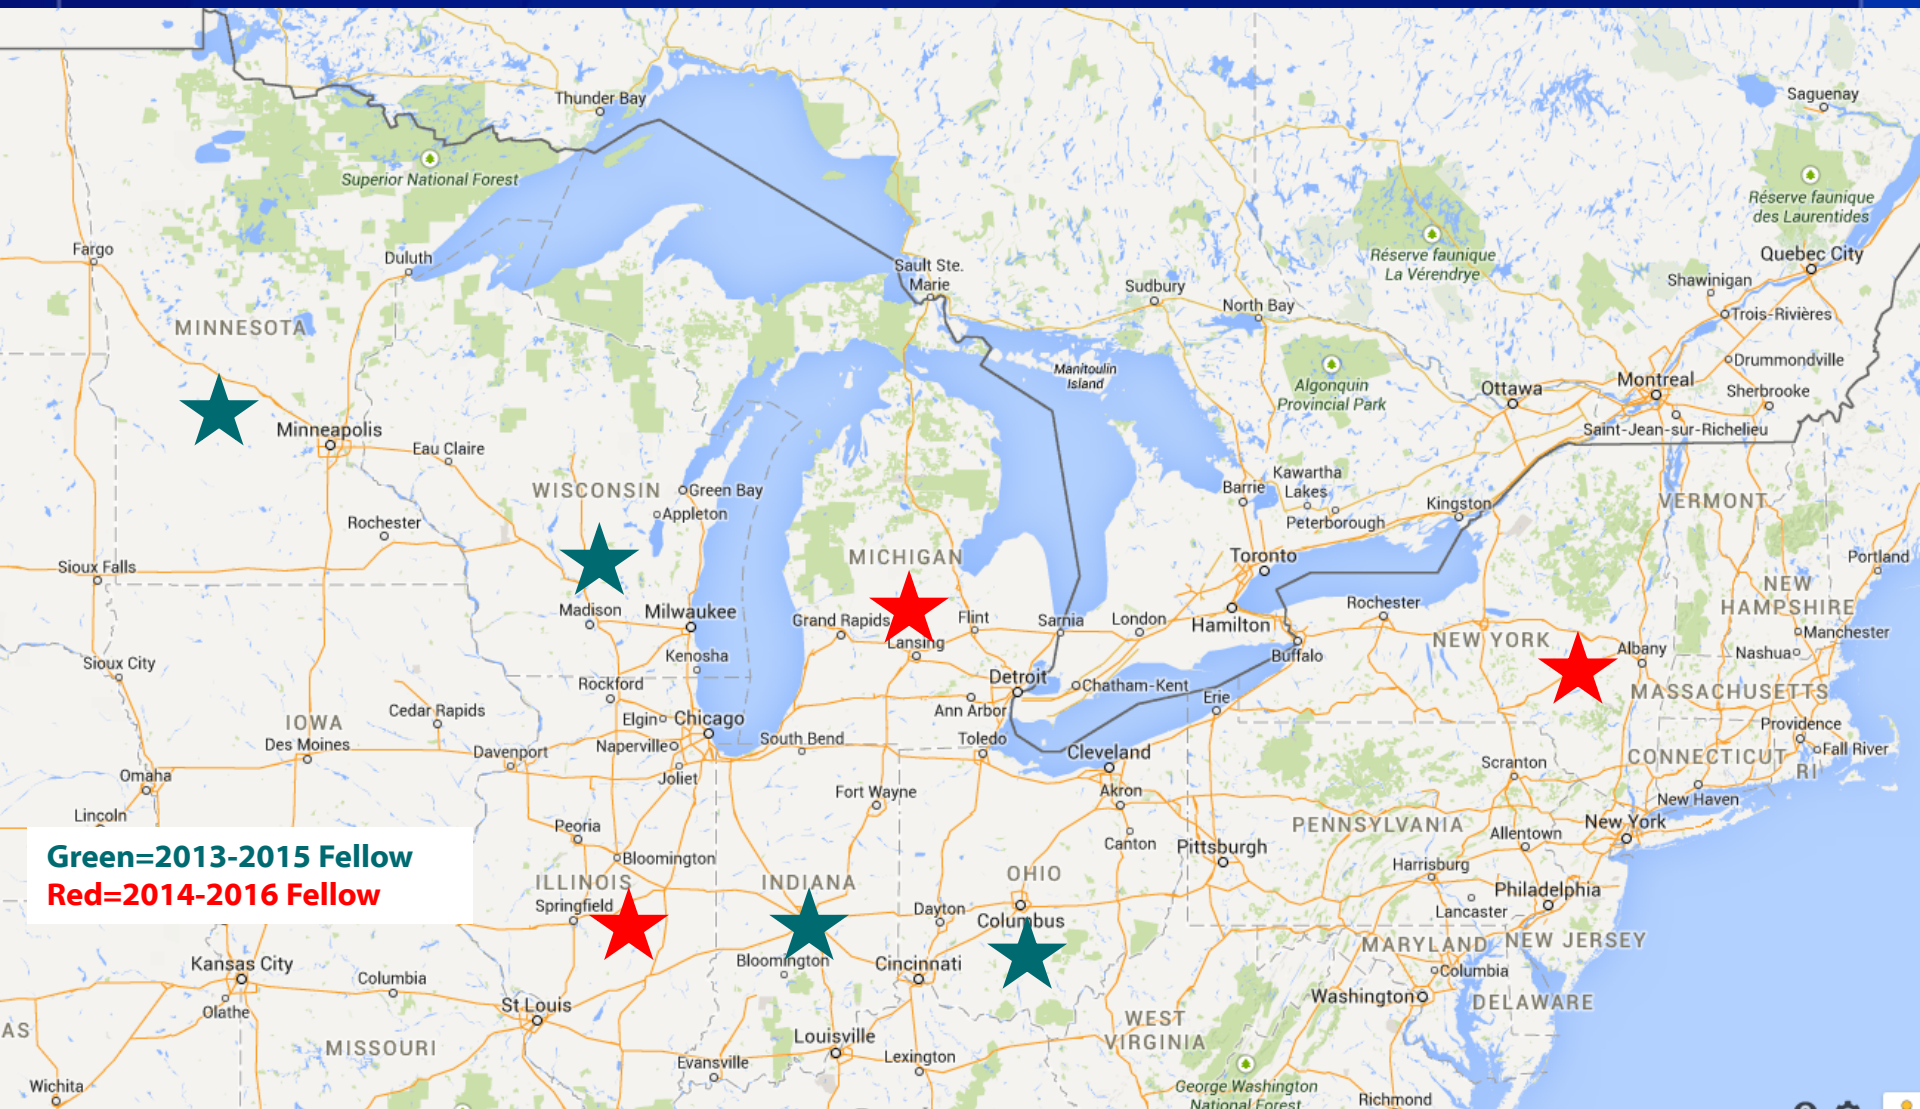 Thunder Bay
Saguenay
Superior National Forest
Réserve faunique
des Laurentides
Fargo
Duluth
Sault Ste.
Marie
Réserve faunique
La Vérendrye
Quebec City
Sudbury
North Bay
Shawinigan
Trois-Rivières
MINNESOTA
Manitoulin
Island
Algonquin
Provincial Park
Ottawa
Montreal
Drummondville
Sherbrooke
Saint-Jean-sur-Richelieu
Minneapolis
Eau Claire
WISCONSIN
Green Bay
Appleton
Barrie
Kawartha
Lakes
Peterborough
Kingston
VERMONT
Rochester
Sioux Falls
MICHIGAN
Toronto
Portland
NEW
HAMPSHIRE
Madison
Milwaukee
Grand Rapids
Flint
Sarnia
London
Hamilton
Rochester
NEW YORK
Manchester
Lansing
Buffalo
Albany
Nashua
Sioux City
Kenosha
Rockford
Detroit
Chatham-Kent
Erie
MASSACHUSETTS
Cedar Rapids
IOWA
Elgin
Chicago
Ann Arbor
Providence
Des Moines
Davenport
Naperville
South Bend
Toledo
Cleveland
CONNECTICUT
RI
Fall River
Omaha
Joliet
Scranton
Lincoln
Fort Wayne
Akron
New Haven
Peoria
Canton
Pittsburgh
PENNSYLVANIA
Allentown
New York
Green=2013-2015 Fellow
Red=2014-2016 Fellow
Bloomington
ILLINOIS
INDIANA
OHIO
Harrisburg
Philadelphia
Springfield
Dayton
Columbus
Lancaster
MARYLAND
NEW JERSEY
Kansas City
Columbia
Bloomington
Cincinnati
Columbia
Olathe
St Louis
Washington
DELAWARE
AS
MISSOURI
Louisville
WEST
VIRGINIA
Evansville
Lexington
Wichita
George Washington
National Forest
Richmond